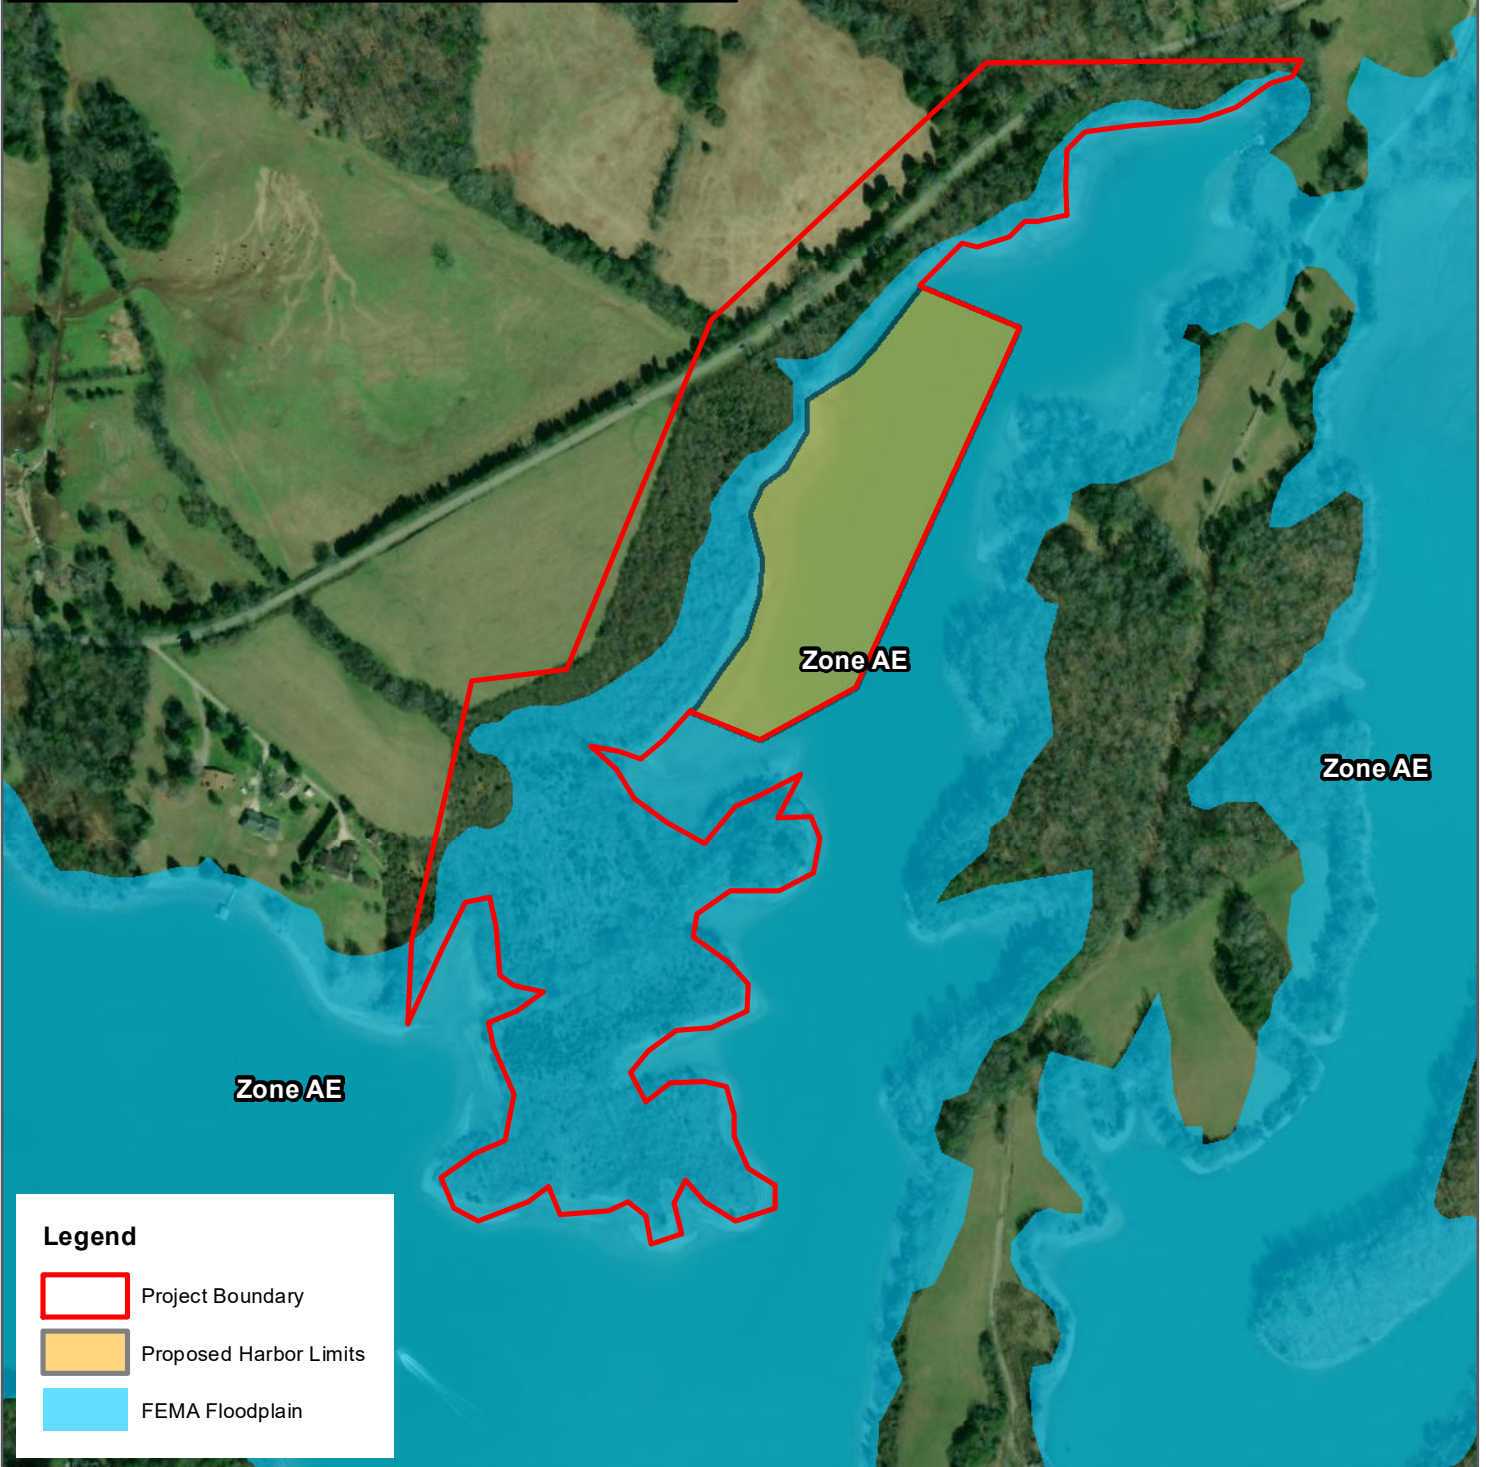 Zone AE
Zone AE
Zone AE
Legend
Project Boundary
Proposed Harbor Limits
FEMA Floodplain